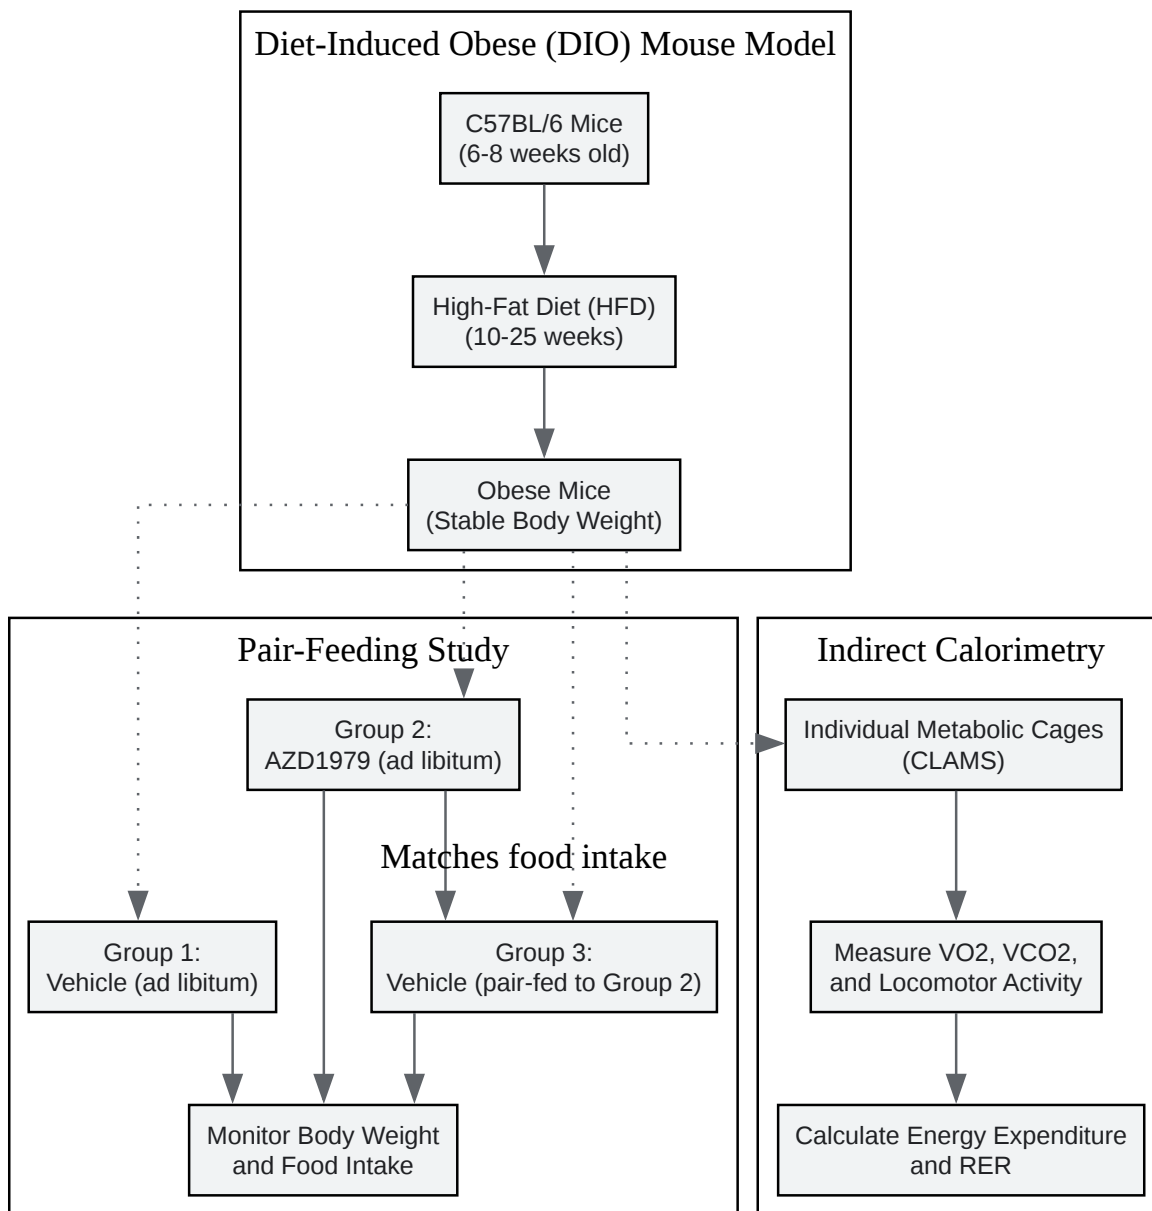 Diet-Induced Obese (DIO) Mouse Model
C57BL/6 Mice
(6-8 weeks old)
High-Fat Diet (HFD)
(10-25 weeks)
Obese Mice
(Stable Body Weight)
Pair-Feeding Study
Group 2:
AZD1979 (ad libitum)
Matches food intake
Group 1:
Vehicle (ad libitum)
Group 3:
Vehicle (pair-fed to Group 2)
Monitor Body Weight
and Food Intake
Indirect Calorimetry
Individual Metabolic Cages
(CLAMS)
Measure VO2, VCO2,
and Locomotor Activity
Calculate Energy Expenditure
and RER